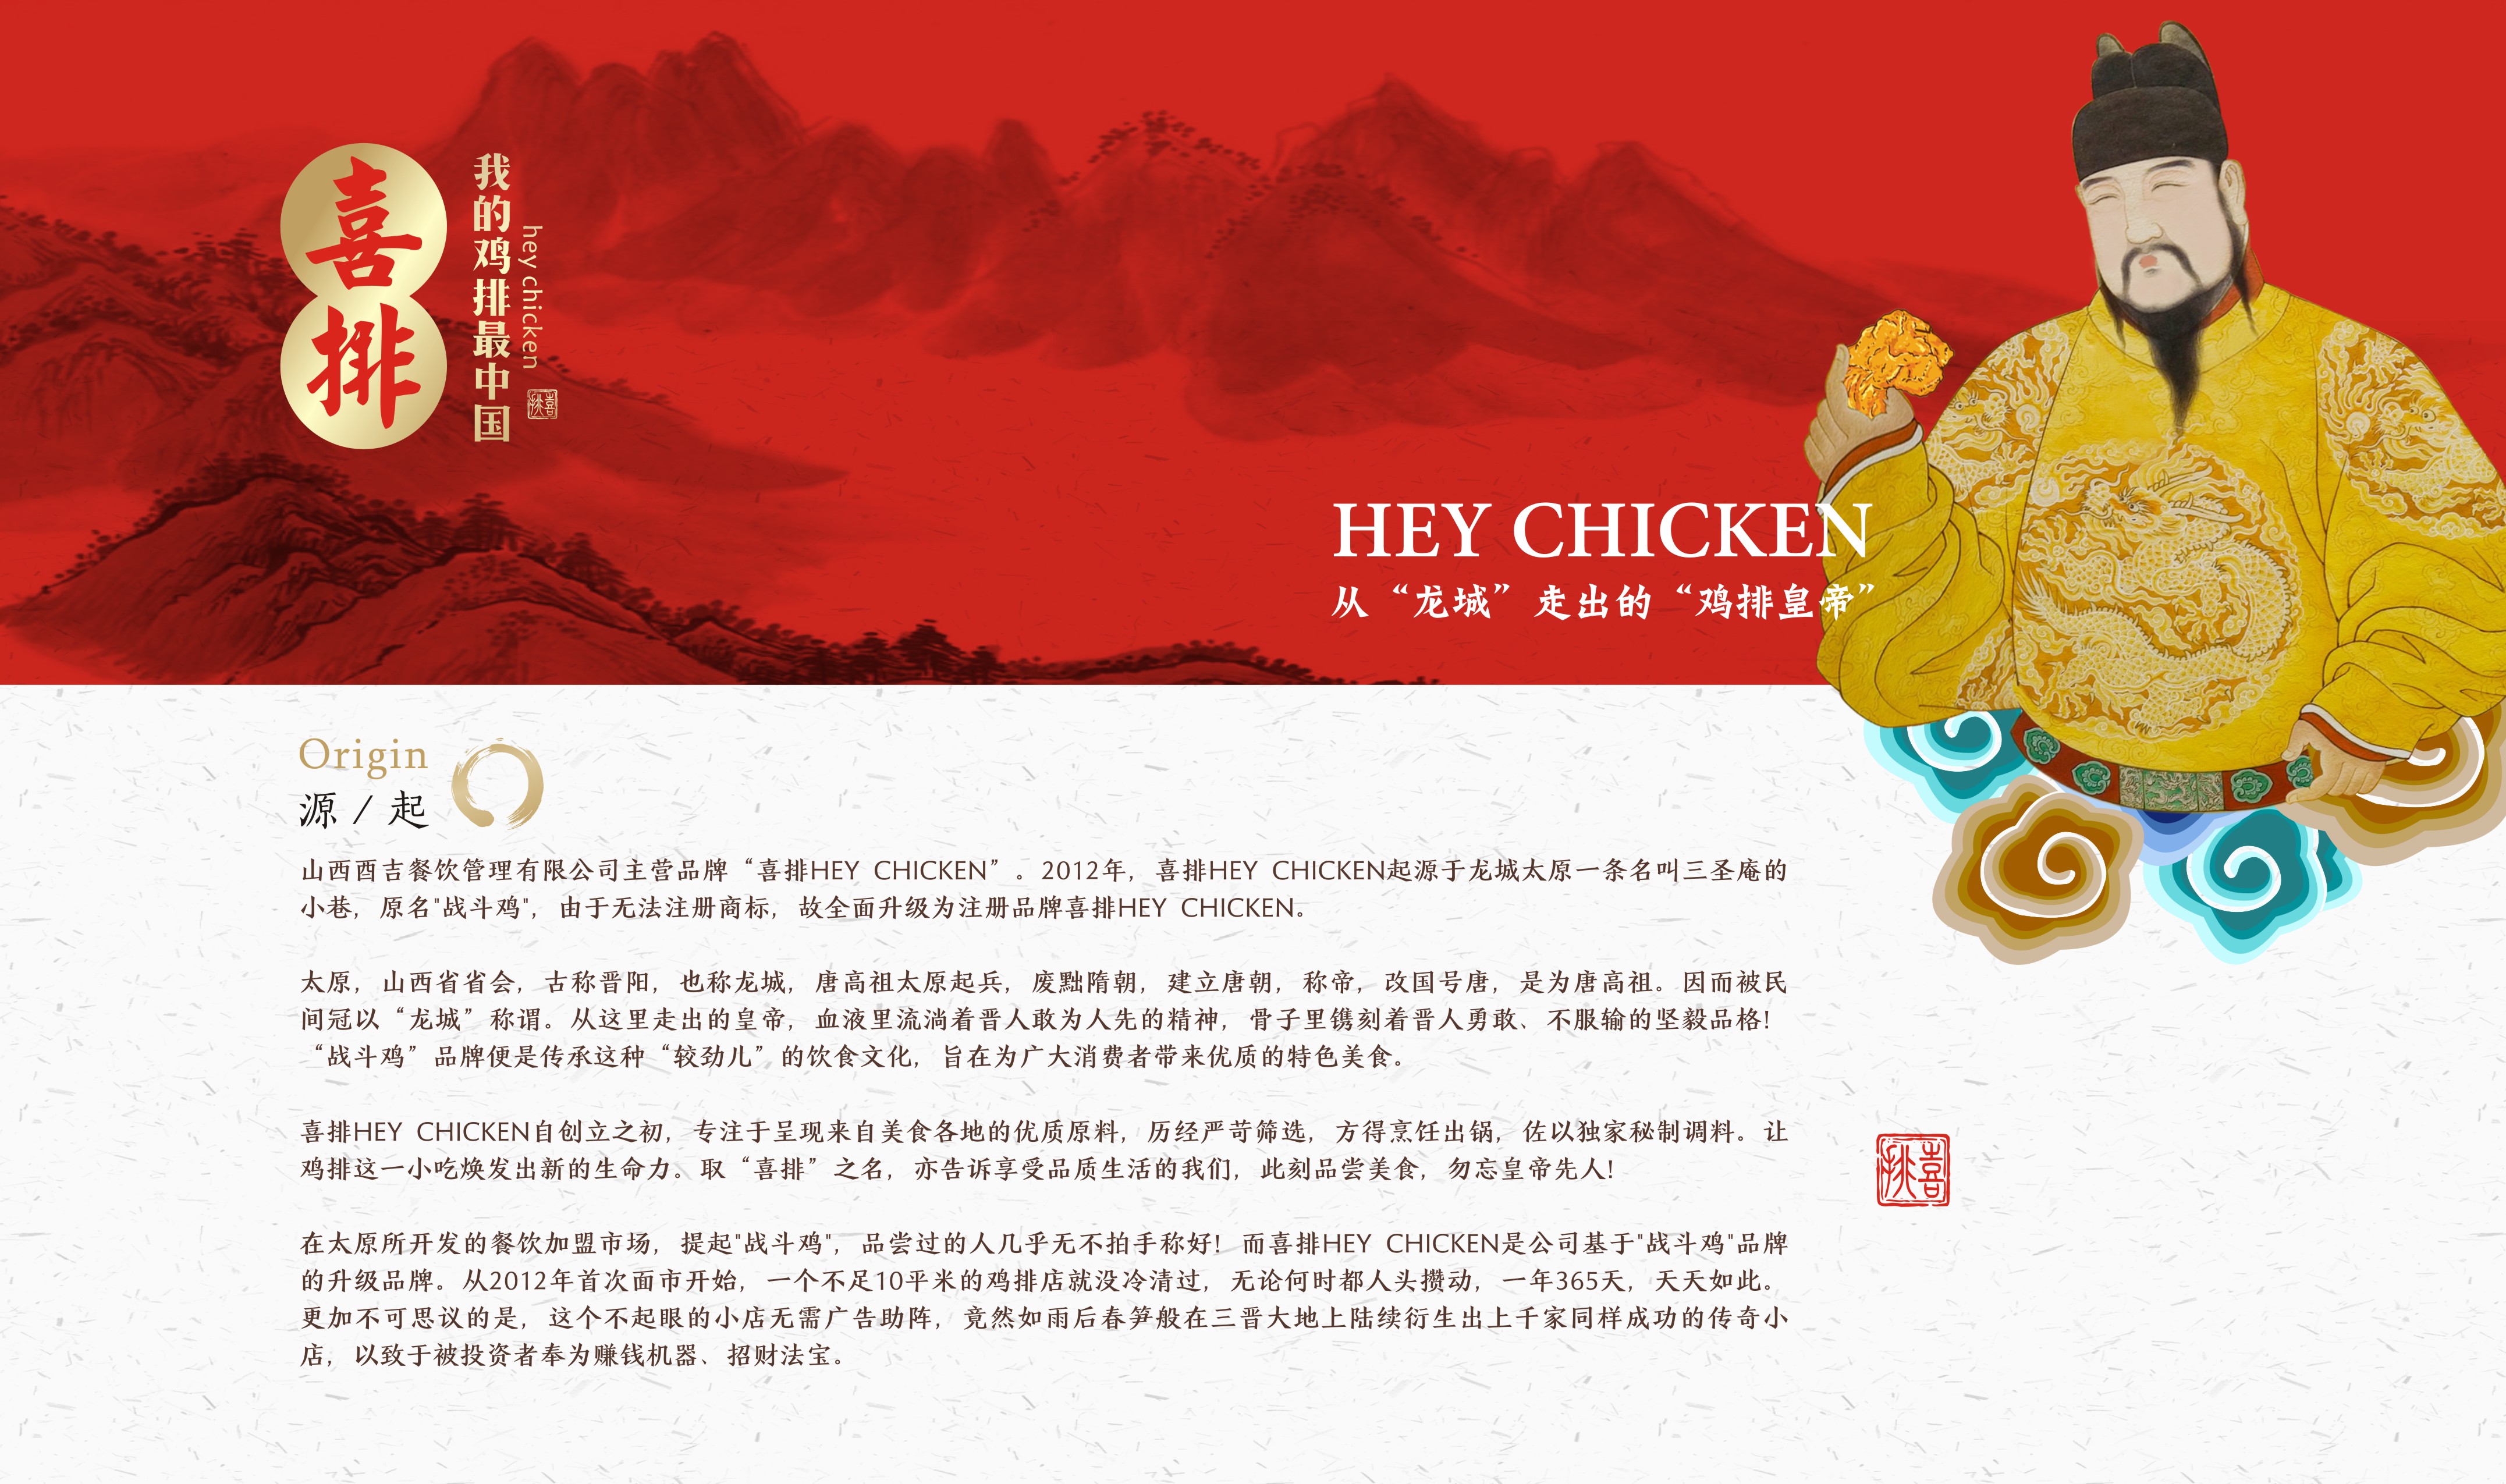 喜排
我的鸡排最中国
hey chicken
喜排
HEY CHICKEN
从“龙城”走出的“鸡排皇帝”
Origin
源/起
山西酉吉餐饮管理有限公司主营品牌“喜排HEY CHICKEN”。2012年，喜排HEY CHICKEN起源于龙城太原一条名叫三圣庵的
小巷，原名"战斗鸡"，由于无法注册商标，故全面升级为注册品牌喜排HEY CHICKEN。
太原，山西省省会，古称晋阳，也称龙城，唐高祖太原起兵，废黜隋朝，建立唐朝，称帝，改国号唐，是为唐高祖。因而被民
间冠以“龙城”称谓。从这里走出的皇帝，血液里流淌着晋人敢为人先的精神，骨子里镌刻着晋人勇敢、不服输的坚毅品格！
“战斗鸡”品牌便是传承这种“较劲儿”的饮食文化，旨在为广大消费者带来优质的特色美食。
喜排HEY CHICKEN自创立之初，专注于呈现来自美食各地的优质原料，历经严苛筛选，方得烹饪出锅，佐以独家秘制调料。让
鸡排这一小吃焕发出新的生命力。取“喜排”之名，亦告诉享受品质生活的我们，此刻品尝美食，勿忘皇帝先人！
喜排
在太原所开发的餐饮加盟市场，提起"战斗鸡"，品尝过的人几乎无不拍手称好！而喜排HEY CHICKEN是公司基于"战斗鸡"品牌
的升级品牌。从2012年首次面市开始，一个不足10平米的鸡排店就没冷清过，无论何时都人头攒动，一年365天，天天如此。
更加不可思议的是，这个不起眼的小店无需广告助阵，竟然如雨后春笋般在三晋大地上陆续衍生出上千家同样成功的传奇小
店，以致于被投资者奉为赚钱机器、招财法宝。